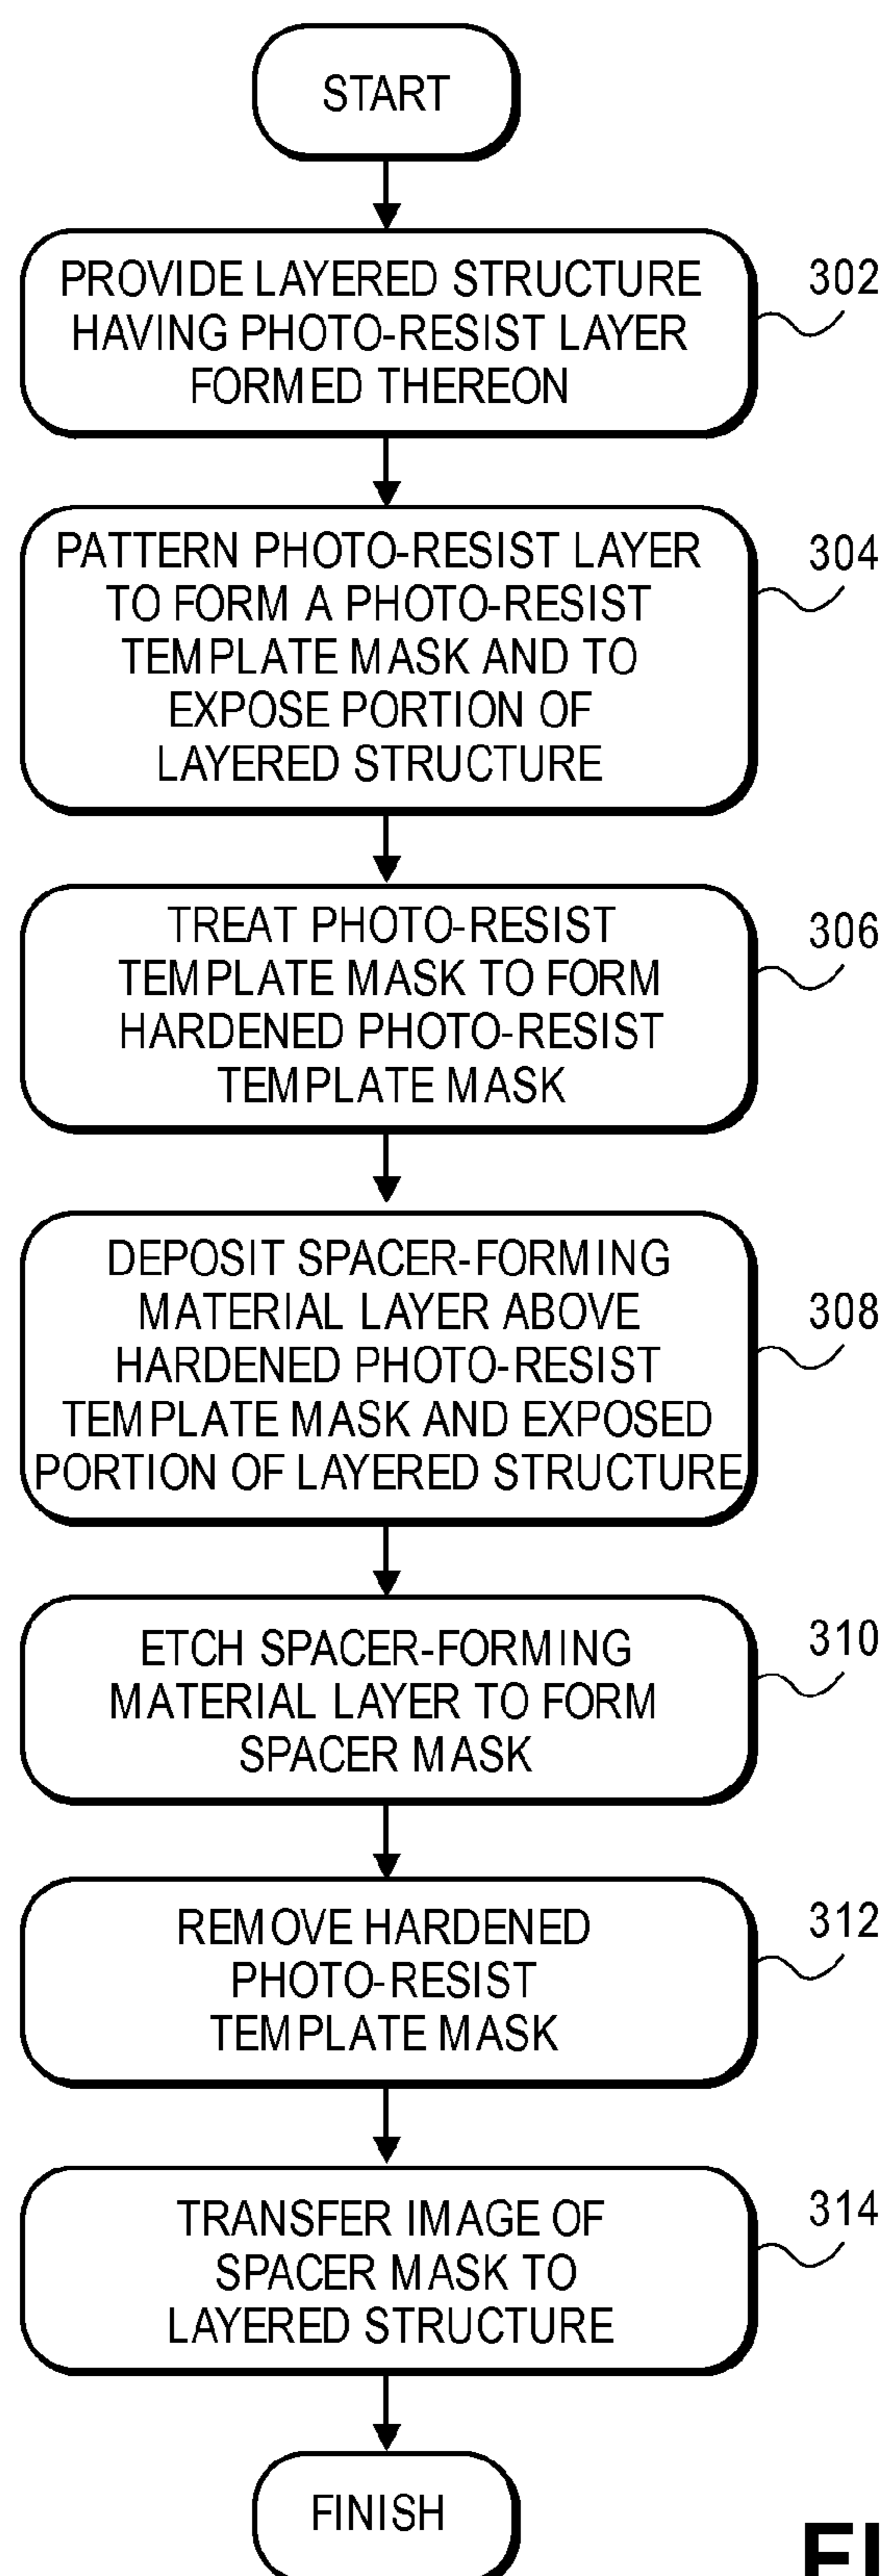 START
PROVIDE LAYERED STRUCTURE
HAVING PHOTO-RESIST LAYER
FORMED THEREON
302
PATTERN PHOTO-RESIST LAYER
TO FORM A PHOTO-RESIST
TEMPLATE MASK AND TO
EXPOSE PORTION OF
LAYERED STRUCTURE
304
TREAT PHOTO-RESIST
TEMPLATE MASK TO FORM
HARDENED PHOTO-RESIST
TEMPLATE MASK
306
DEPOSIT SPACER-FORMING
MATERIAL LAYER ABOVE
HARDENED PHOTO-RESIST
TEMPLATE MASK AND EXPOSED
PORTION OF LAYERED STRUCTURE
308
ETCH SPACER-FORMING
MATERIAL LAYER TO FORM
SPACER MASK
310
REMOVE HARDENED
PHOTO-RESIST
TEMPLATE MASK
312
TRANSFER IMAGE OF
SPACER MASK TO
LAYERED STRUCTURE
314
FINISH